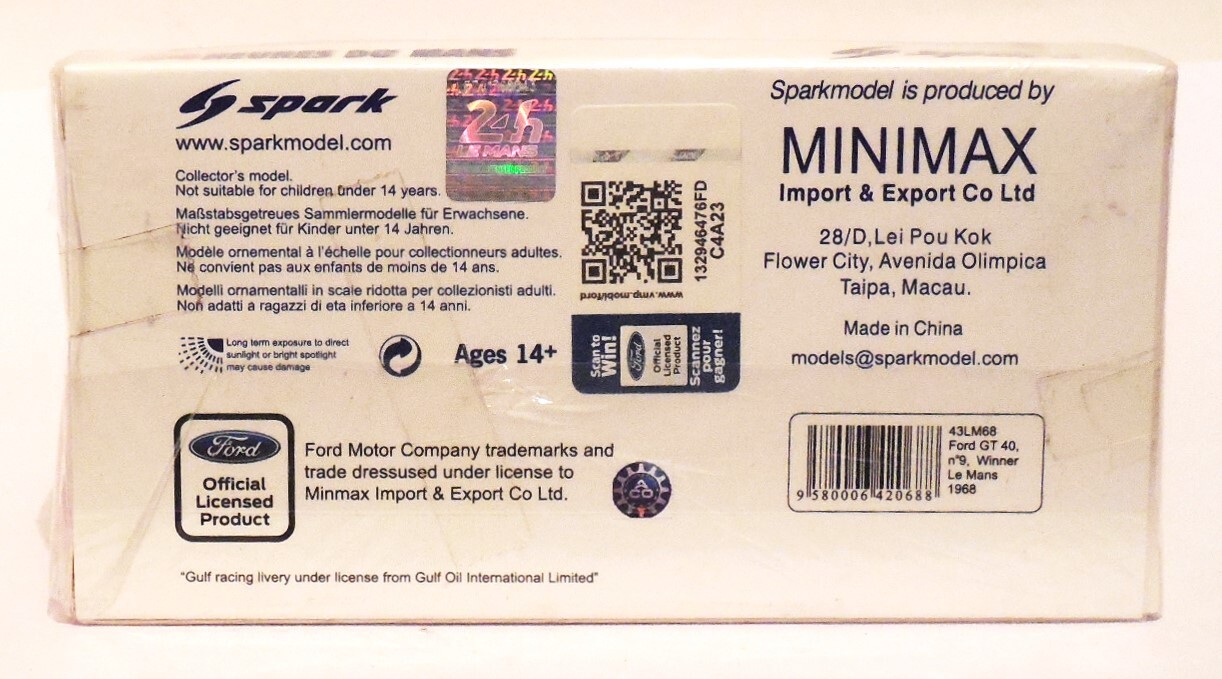 spark
www.sparkmodel.com
Collector's model.
Not suitable for children under 14 years.
Maßstabsgetreues Sammlermodelle für Erwachsene.
Nicht geeignet für Kinder unter 14 Jahren.
Modèle ornemental à l'échelle pour collectionneurs adultes.
Ne convient pas aux enfants de moins de 14 ans.
Modelli ornamentalli in scale ridotta per collezionisti adulti.
Non adatti a ragazzi di eta inferiore a 14 anni.
Long term exposure to direct
sunlight or bright spotlight
may cause damage
Ages 14+
24h
LE MANS
132946476FD
C4A23
www.vmp.mobi/ford
Scan to
Win!
Ford
Official
Licensed
Product
Scannez
pour
gagner!
Sparkmodel is produced by
MINIMAX
Import & Export Co Ltd
28/D,Lei Pou Kok
Flower City, Avenida Olimpica
Taipa, Macau.
Made in China
models@sparkmodel.com
Ford
Official
Licensed
Product
Ford Motor Company trademarks and
trade dressused under license to
Minmax Import & Export Co Ltd.
ACO
9 580006 420688
43LM68
Ford GT 40,
n°9, Winner
Le Mans
1968
"Gulf racing livery under license from Gulf Oil International Limited"